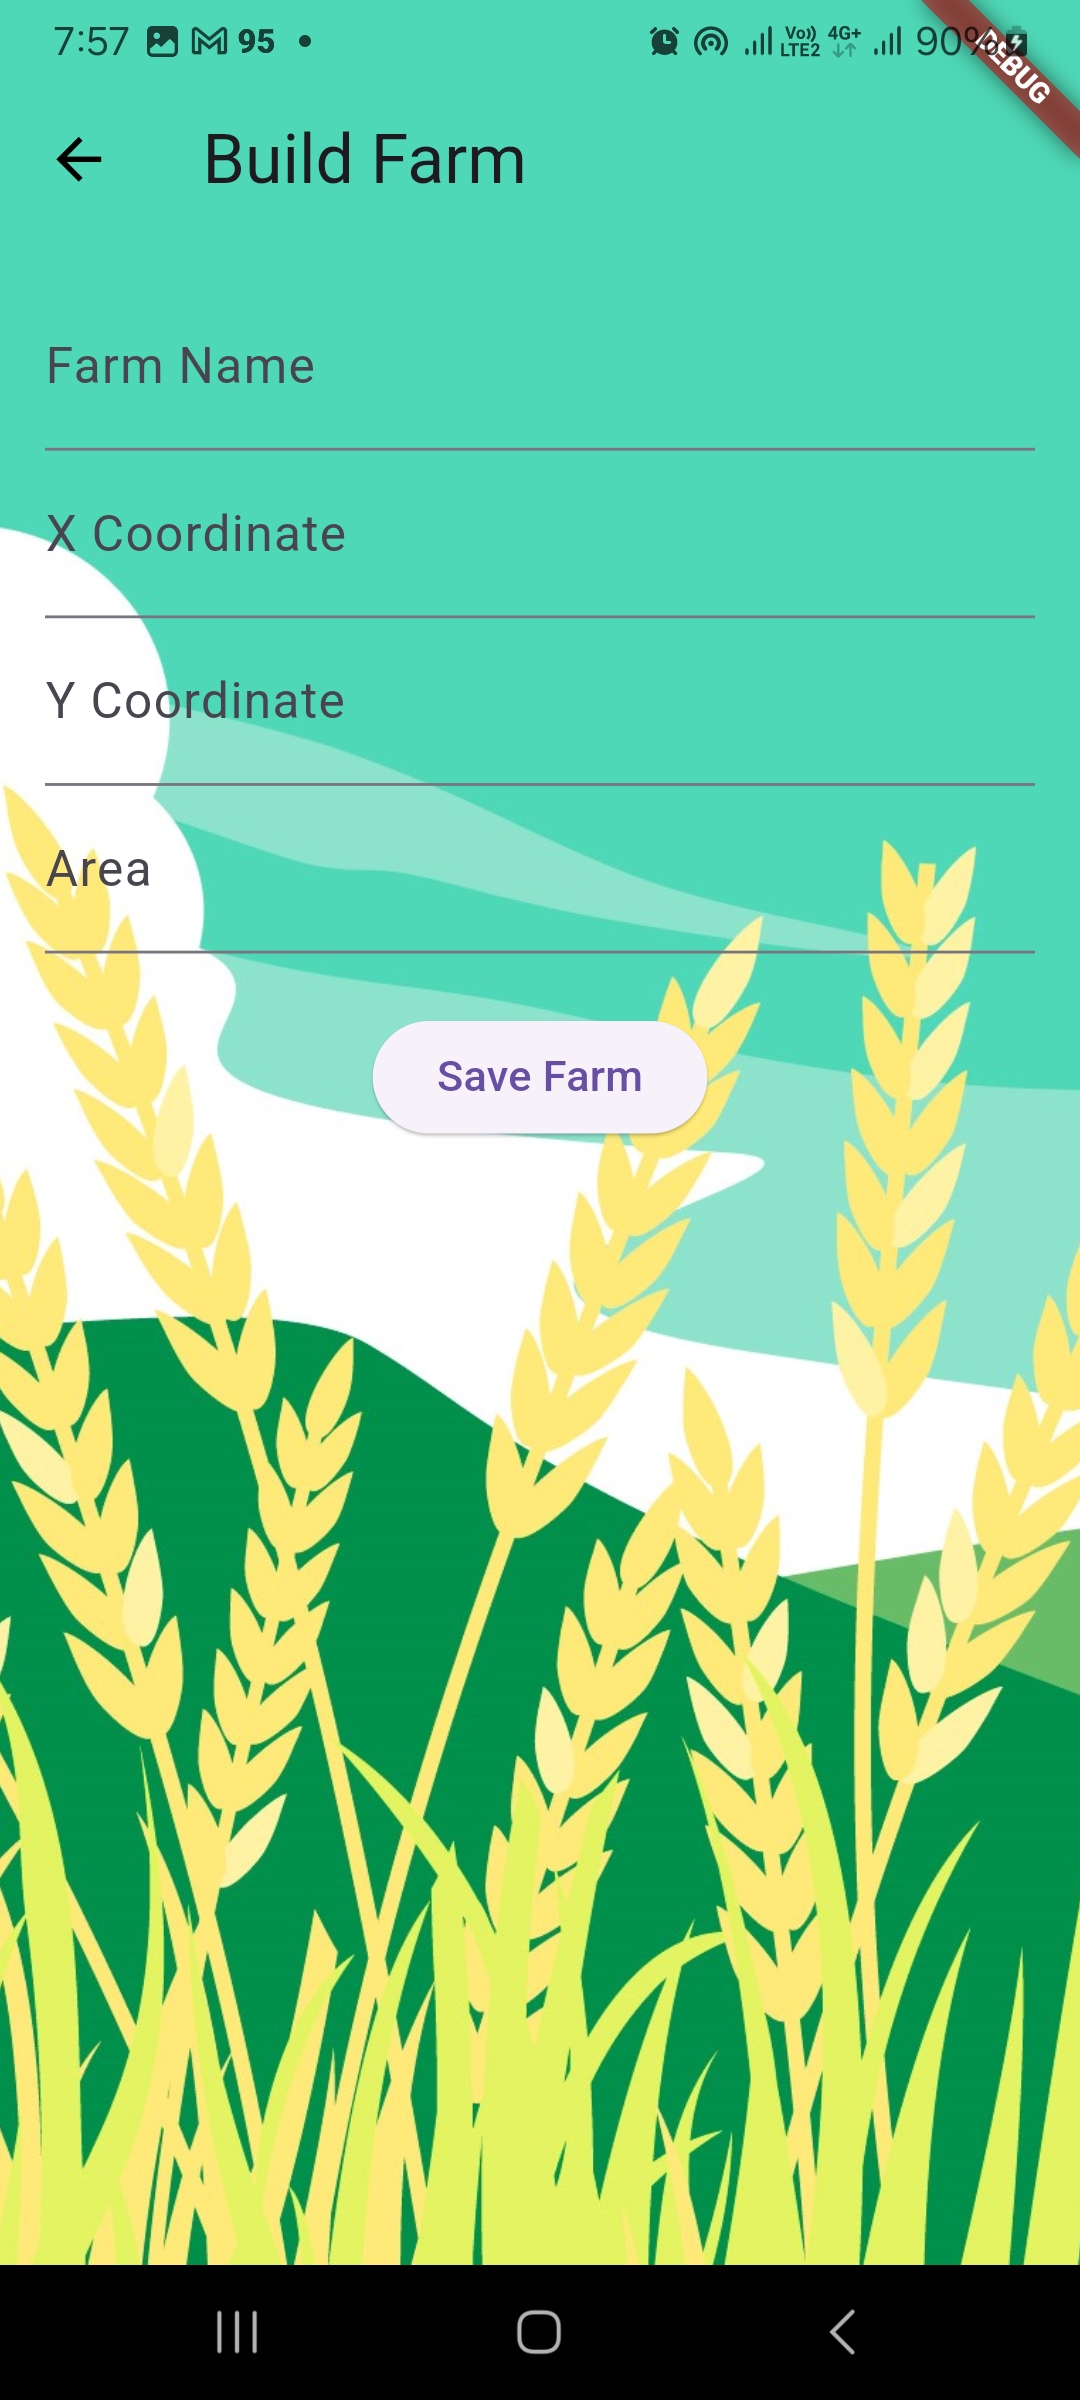 7:57 95 Vo)) LTE2 4G+ 90%
DEBUG
Build Farm
Farm Name
X Coordinate
Y Coordinate
Area
Save Farm